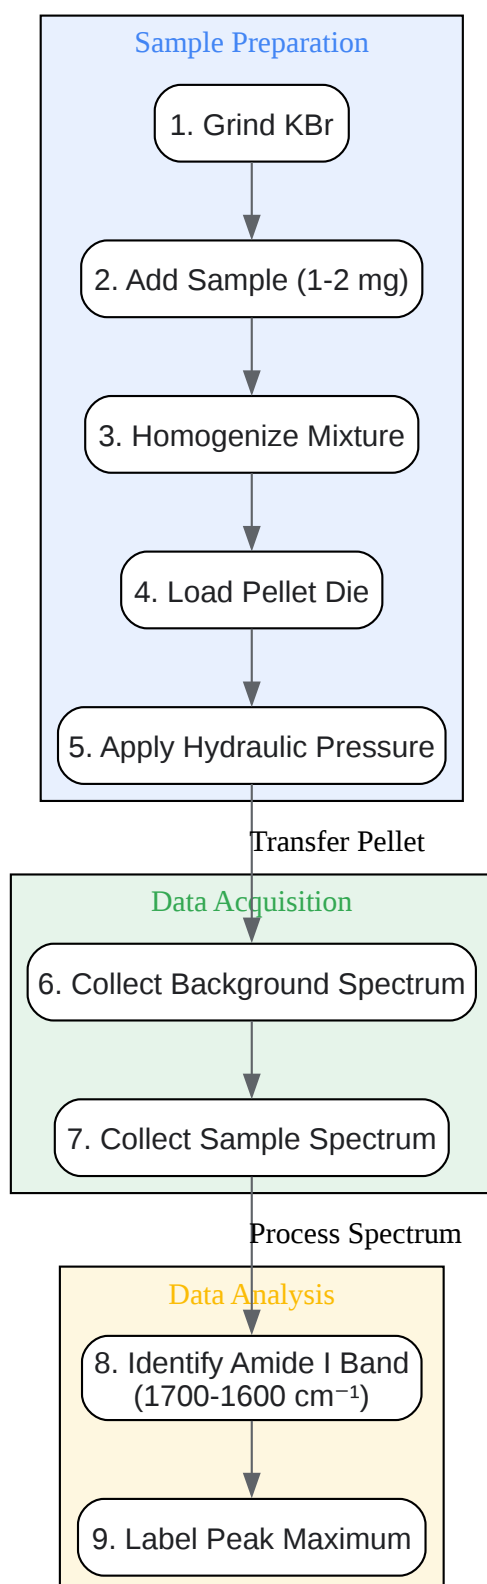 Sample Preparation
1. Grind KBr
2. Add Sample (1-2 mg)
3. Homogenize Mixture
4. Load Pellet Die
5. Apply Hydraulic Pressure
Transfer Pellet
Data Acquisition
6. Collect Background Spectrum
7. Collect Sample Spectrum
Process Spectrum
Data Analysis
8. Identify Amide I Band
(1700-1600 cm⁻¹)
9. Label Peak Maximum